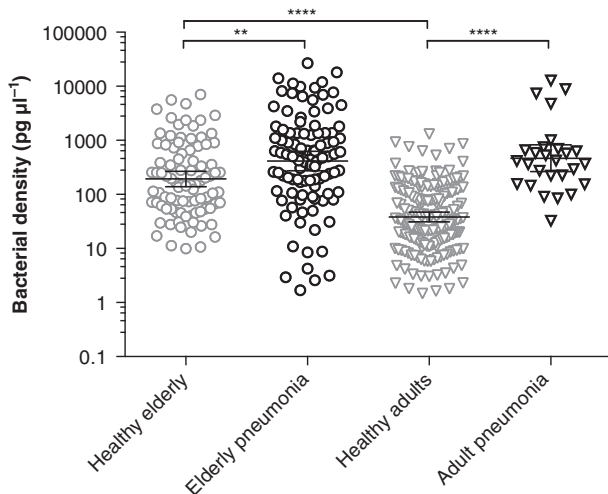 ****
** ****
100000
10000
1000
100
10
1
0.1
Bacterial density (pg µl⁻¹)
Healthy elderly
Elderly pneumonia
Healthy adults
Adult pneumonia